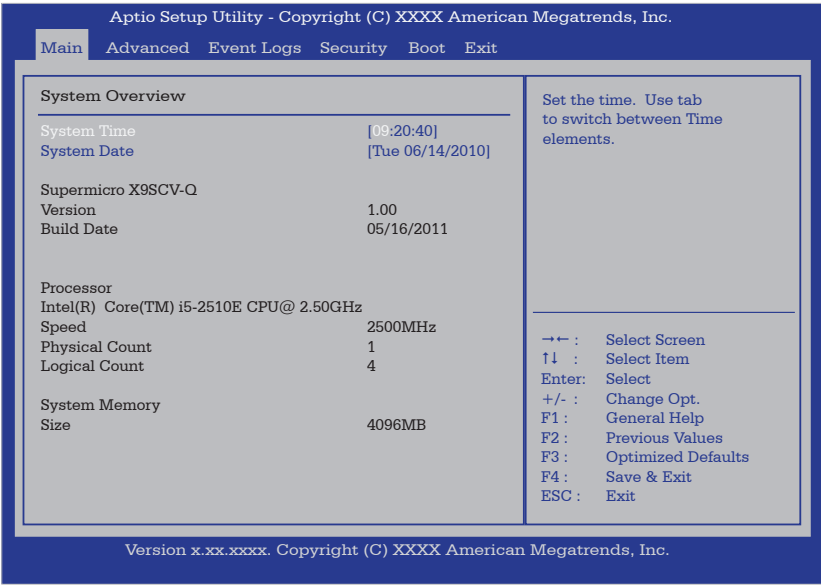 Aptio Setup Utility - Copyright (C) XXXX American Megatrends, Inc.
Main Advanced Event Logs Security Boot Exit
System Overview
System Time [09:20:40]
System Date [Tue 06/14/2010]
Supermicro X9SCV-Q
Version 1.00
Build Date 05/16/2011
Processor
Intel(R) Core(TM) i5-2510E CPU@ 2.50GHz
Speed 2500MHz
Physical Count 1
Logical Count 4
System Memory
Size 4096MB
Set the time. Use tab
to switch between Time
elements.
→← : Select Screen
↑↓ : Select Item
Enter: Select
+/- : Change Opt.
F1 : General Help
F2 : Previous Values
F3 : Optimized Defaults
F4 : Save & Exit
ESC : Exit
Version x.xx.xxxx. Copyright (C) XXXX American Megatrends, Inc.